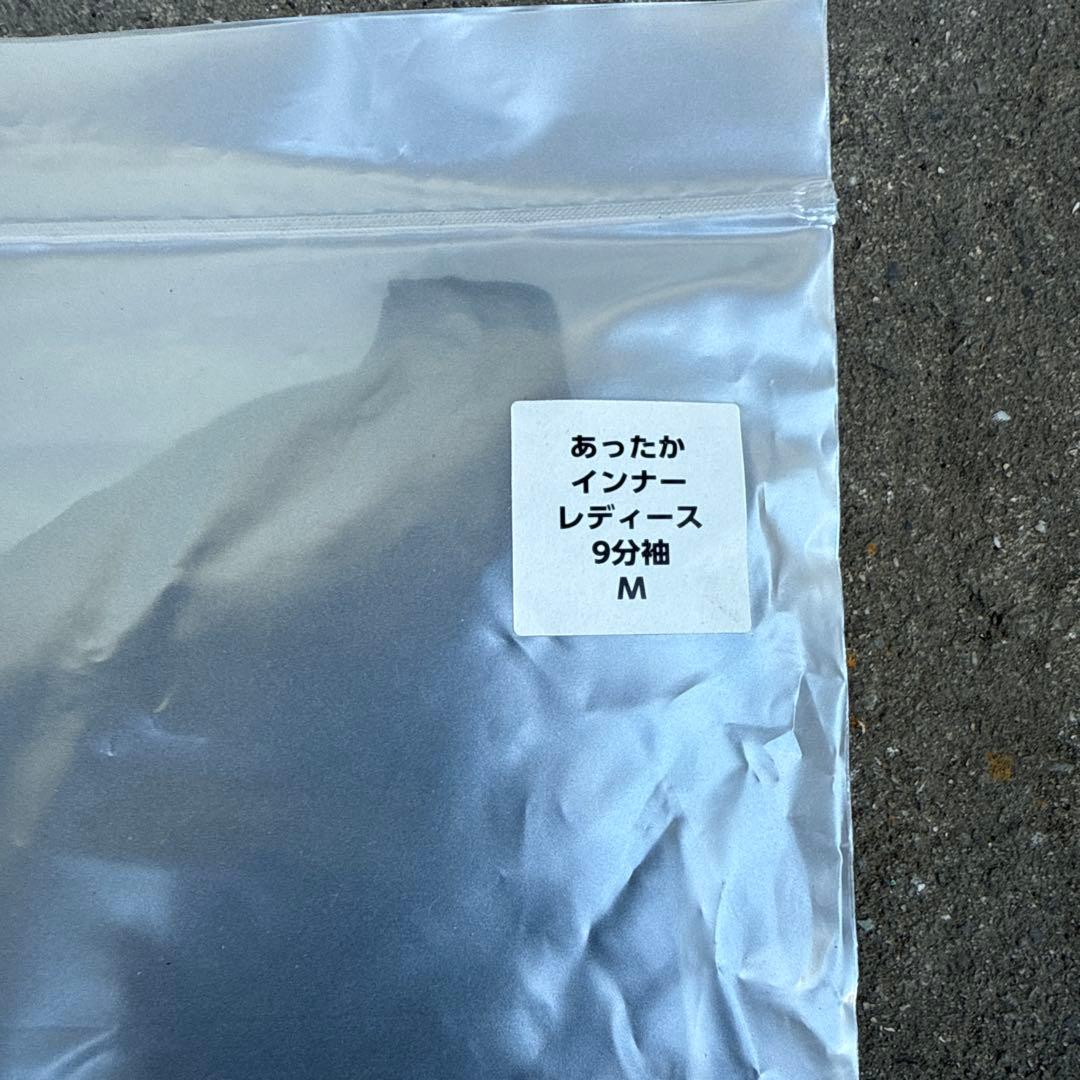 あったか
インナー
レディース
9分袖
M